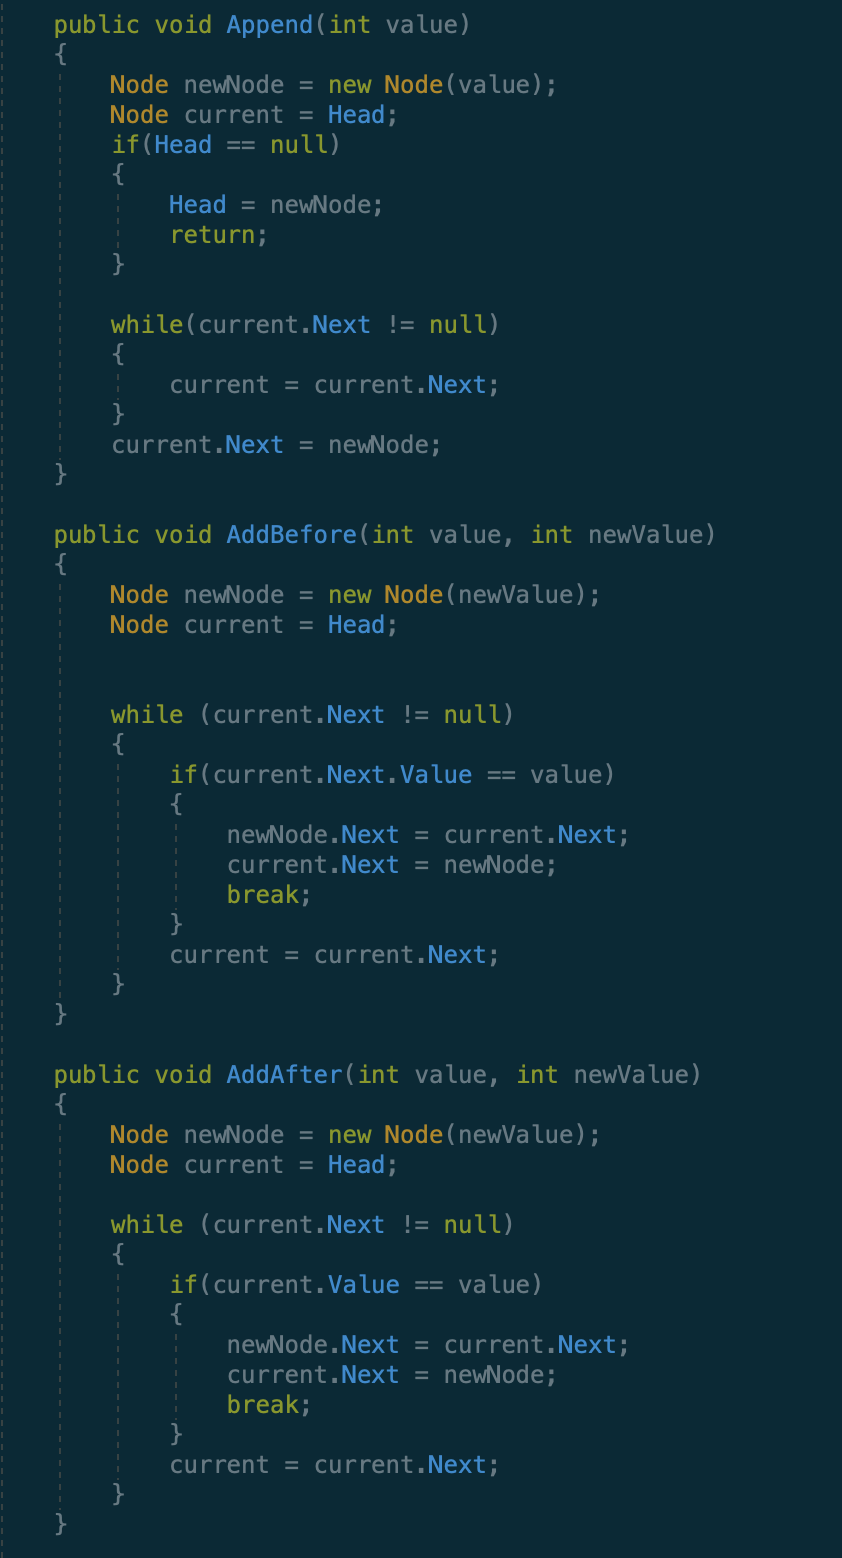 public void Append(int value)
{
    Node newNode = new Node(value);
    Node current = Head;
    if(Head == null)
    {
        Head = newNode;
        return;
    }

    while(current.Next != null)
    {
        current = current.Next;
    }
    current.Next = newNode;
}

public void AddBefore(int value, int newValue)
{
    Node newNode = new Node(newValue);
    Node current = Head;


    while (current.Next != null)
    {
        if(current.Next.Value == value)
        {
            newNode.Next = current.Next;
            current.Next = newNode;
            break;
        }
        current = current.Next;
    }
}

public void AddAfter(int value, int newValue)
{
    Node newNode = new Node(newValue);
    Node current = Head;

    while (current.Next != null)
    {
        if(current.Value == value)
        {
            newNode.Next = current.Next;
            current.Next = newNode;
            break;
        }
        current = current.Next;
    }
}